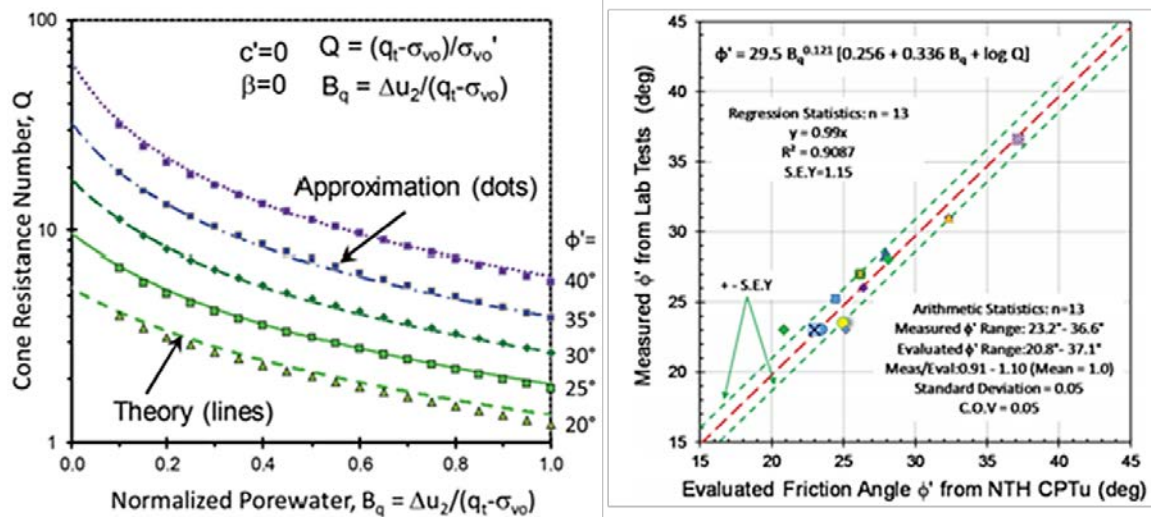 100
10
1
Cone Resistance Number, Q
c'=0
β=0
Q = (qt-σvo)/σvo'
Bq = Δu2/(qt-σvo)
Approximation (dots)
Theory (lines)
ϕ'=
40°
35°
30°
25°
20°
0.0 0.2 0.4 0.6 0.8 1.0
Normalized Porewater, Bq = Δu2/(qt-σvo)
45
40
35
30
25
20
15
Measured ϕ' from Lab Tests (deg)
ϕ' = 29.5 Bq^0.121 [0.256 + 0.336 Bq + log Q]
Regression Statistics: n = 13
y = 0.99x
R² = 0.9087
S.E.Y=1.15
+ - S.E.Y
Arithmetic Statistics: n=13
Measured ϕ' Range: 23.2°- 36.6°
Evaluated ϕ' Range:20.8°- 37.1°
Meas/Eval:0.91 - 1.10 (Mean = 1.0)
Standard Deviation = 0.05
C.O.V = 0.05
15 20 25 30 35 40 45
Evaluated Friction Angle ϕ' from NTH CPTu (deg)